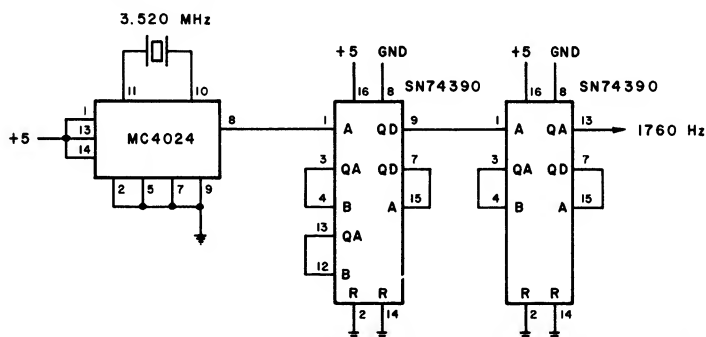 3.520 MHz
11
10
1
13
14
+5
MC4024
8
2
5
7
9
+5 GND
16
8
SN74390
1
A
QD
9
3
QA
QD
7
4
B
A
15
13
QA
12
B
R
R
2
14
+5 GND
16
8
SN74390
1
A
QA
13
1760 Hz
3
QA
QD
7
4
B
A
15
R
R
2
14